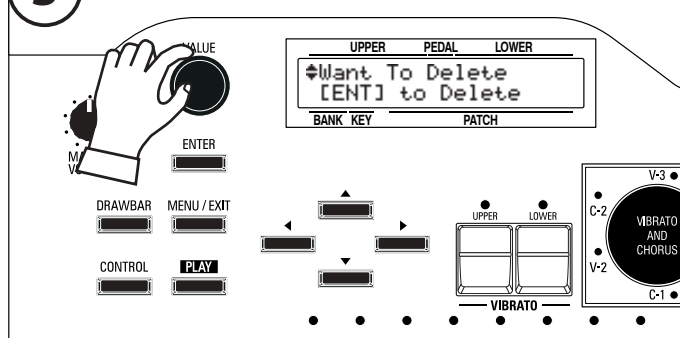 VALUE
UPPER PEDAL LOWER
Want To Delete
[ENT] to Delete
BANK KEY PATCH
ENTER
DRAWBAR MENU / EXIT
CONTROL PLAY
UPPER LOWER
VIBRATO
V-3
C-2
VIBRATO
AND
CHORUS
V-2
C-1